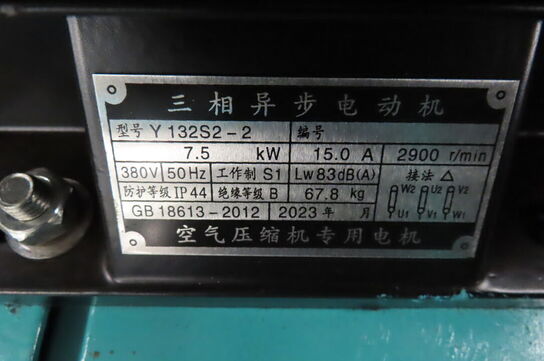 三相异步电动机
型号 Y 132S2-2 编号
7.5 kW 15.0 A 2900 r/min
380V 50Hz 工作制 S1 Lw 83dB(A) 接法 △
防护等级 IP 44 绝缘等级 B 67.8 kg W2 U2 V2
GB 18613-2012 2023 年 月 U1 V1 W1
空气压缩机专用电机